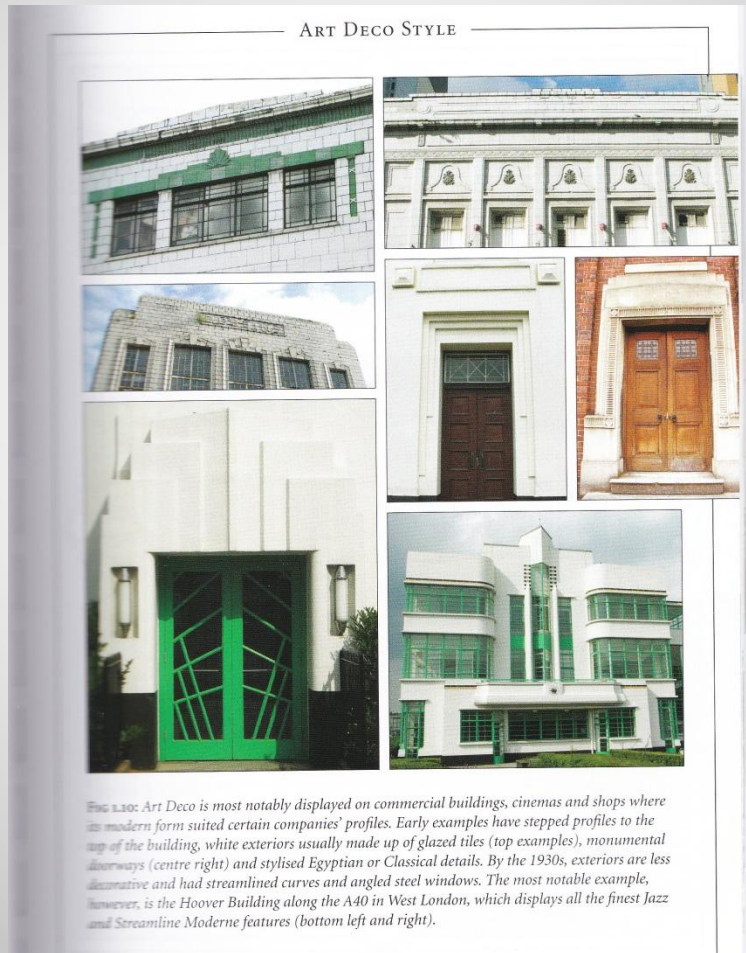 ART DECO STYLE
FIG 1.10: Art Deco is most notably displayed on commercial buildings, cinemas and shops where
its modern form suited certain companies' profiles. Early examples have stepped profiles to the
top of the building, white exteriors usually made up of glazed tiles (top examples), monumental
doorways (centre right) and stylised Egyptian or Classical details. By the 1930s, exteriors are less
decorative and had streamlined curves and angled steel windows. The most notable example,
however, is the Hoover Building along the A40 in West London, which displays all the finest Jazz
and Streamline Moderne features (bottom left and right).